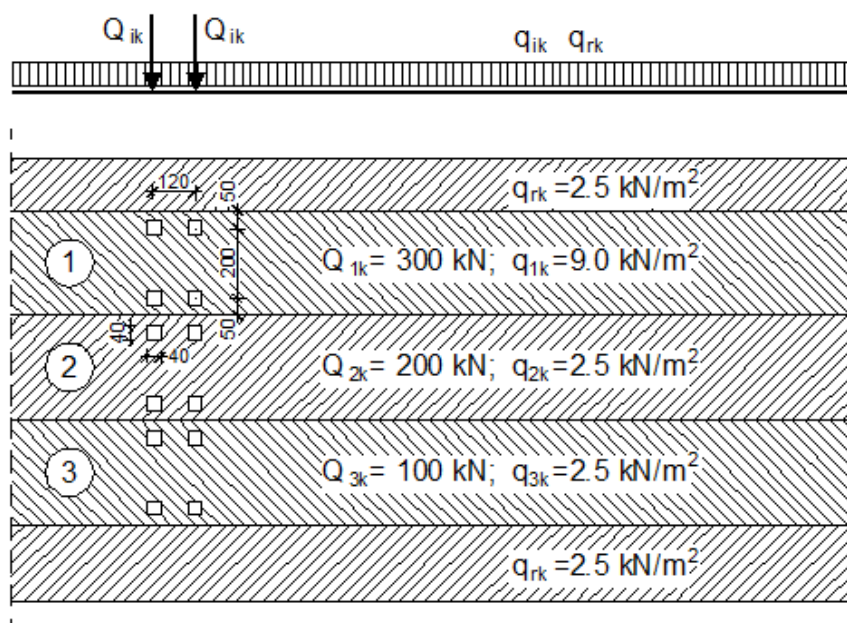 Q ik Q ik q ik q rk
120
50
q rk =2.5 kN/m²
1
200
Q 1k = 300 kN; q 1k =9.0 kN/m²
50
40
2
40
Q 2k = 200 kN; q 2k =2.5 kN/m²
3
Q 3k = 100 kN; q 3k =2.5 kN/m²
q rk =2.5 kN/m²